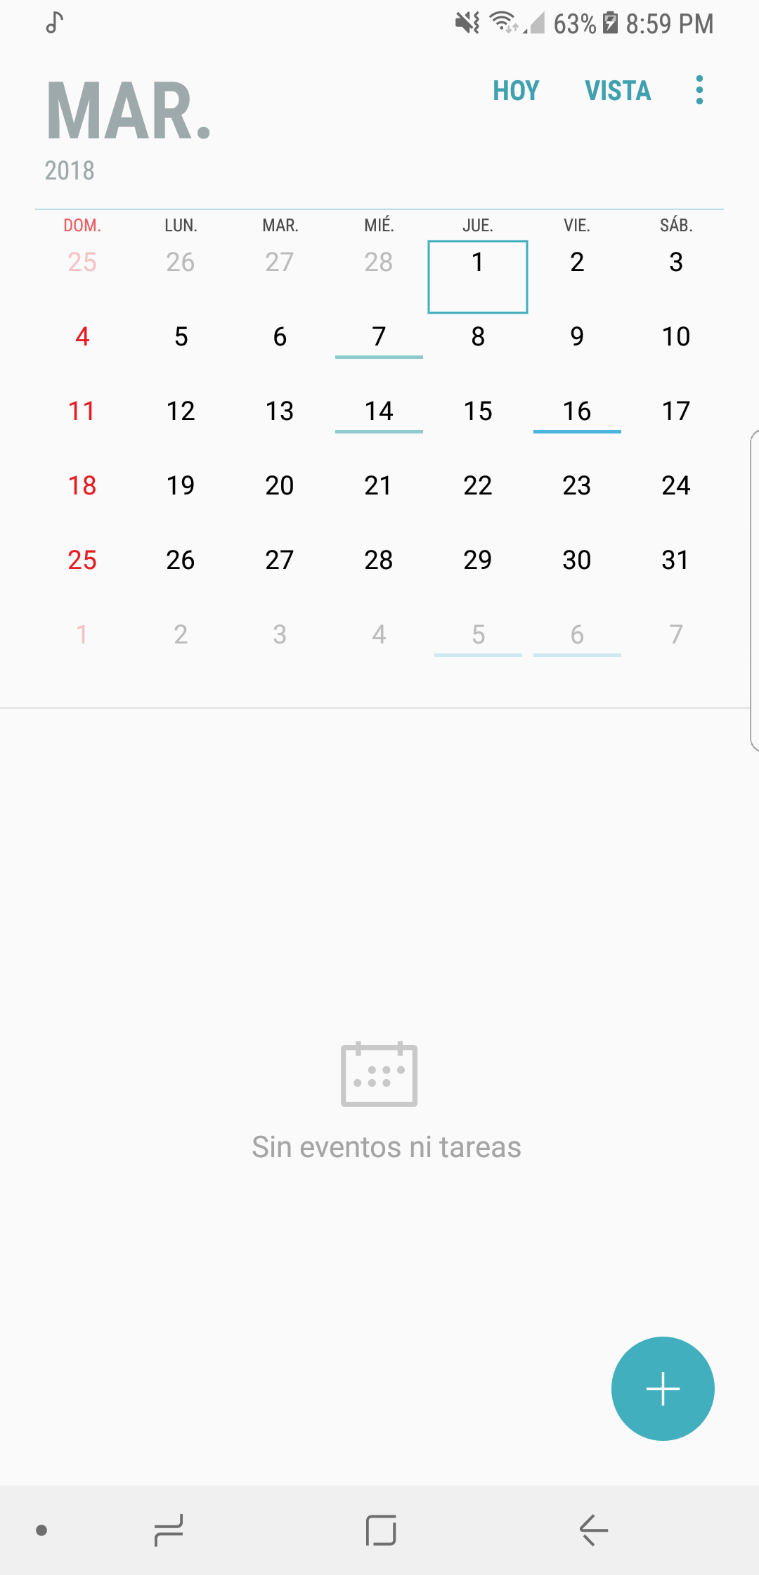 63% 8:59 PM
HOY VISTA
MAR.
2018
DOM. LUN. MAR. MIÉ. JUE. VIE. SÁB.
25 26 27 28 1 2 3
4 5 6 7 8 9 10
11 12 13 14 15 16 17
18 19 20 21 22 23 24
25 26 27 28 29 30 31
1 2 3 4 5 6 7
Sin eventos ni tareas